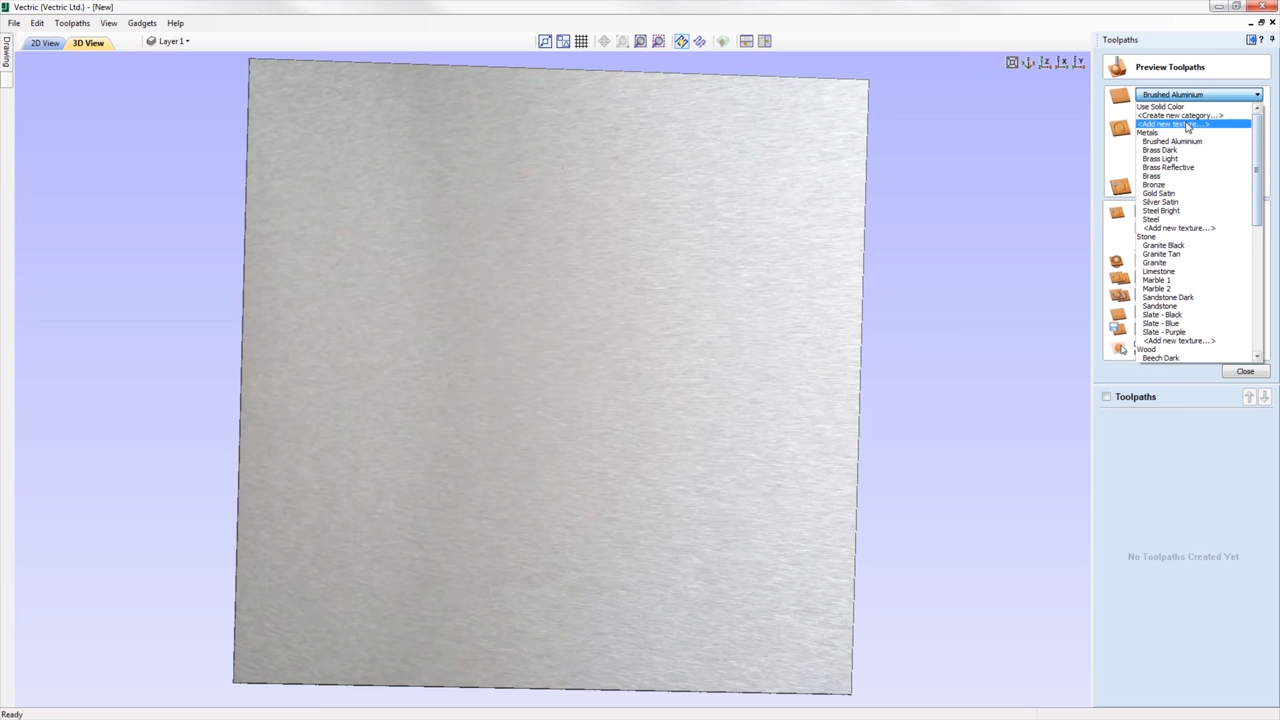 Vectric {Vectric Ltd.} - [New]
File Edit Toolpaths View Gadgets Help
2D View 3D View Layer 1
Drawing
Toolpaths
Preview Toolpaths
Brushed Aluminium
Use Solid Color
<Create new category...>
<Add new texture...>
Metals
Brushed Aluminium
Brass Dark
Brass Light
Brass Reflective
Brass
Bronze
Gold Satin
Silver Satin
Steel Bright
Steel
<Add new texture...>
Stone
Granite Black
Granite Tan
Granite
Limestone
Marble 1
Marble 2
Sandstone Dark
Sandstone
Slate - Black
Slate - Blue
Slate - Purple
<Add new texture...>
Wood
Beech Dark
Close
Toolpaths
No Toolpaths Created Yet
Ready